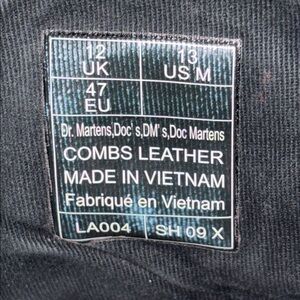 12 13
UK US M
47
EU
Dr. Martens,Doc's,DM's,Doc Martens
COMBS LEATHER
MADE IN VIETNAM
Fabriqué en Vietnam
LA004 SH 09 X